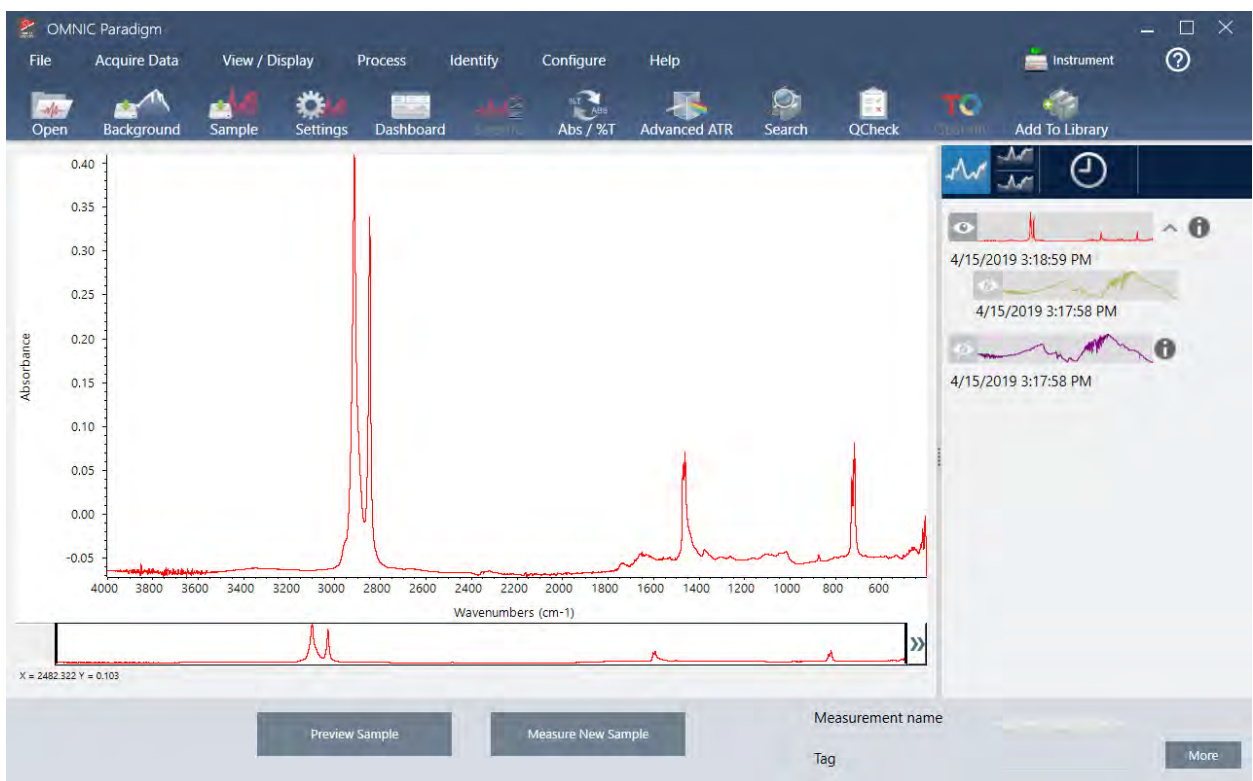 OMNIC Paradigm
File Acquire Data View / Display Process Identify Configure Help Instrument ?
%T ABS TQ
Open Background Sample Settings Dashboard Abs / %T Advanced ATR Search QCheck Add To Library
0.40
0.35
0.30
0.25
0.20
0.15
0.10
0.05
0.00
-0.05
Absorbance
4000 3800 3600 3400 3200 3000 2800 2600 2400 2200 2000 1800 1600 1400 1200 1000 800 600
Wavenumbers (cm-1)
X = 2482.322 Y = 0.103
4/15/2019 3:18:59 PM
4/15/2019 3:17:58 PM
4/15/2019 3:17:58 PM
Preview Sample Measure New Sample
Measurement name
Tag
More